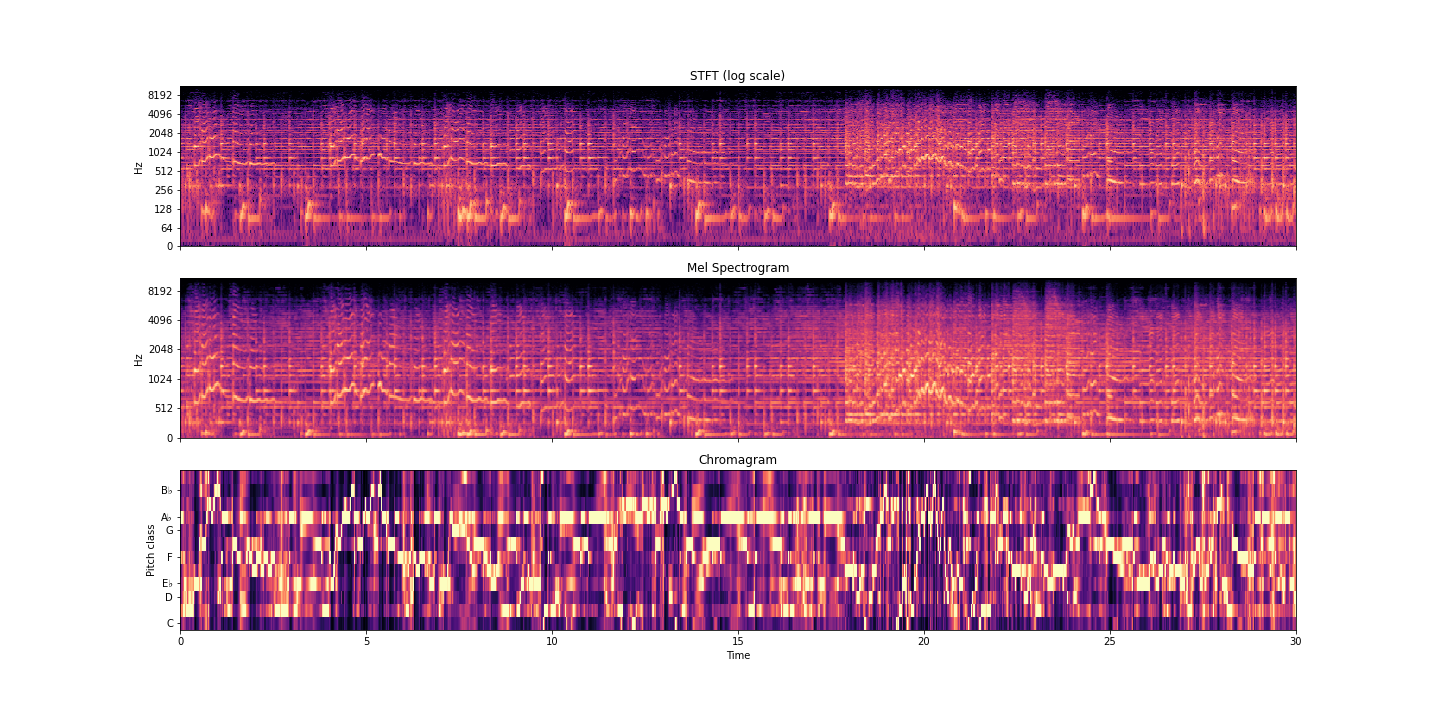 STFT (log scale)
8192
4096
2048
1024
512
256
128
64
0
Hz
Mel Spectrogram
8192
4096
2048
1024
512
0
Hz
Chromagram
B♭
A♭
G
F
E♭
D
C
Pitch class
0 5 10 15 20 25 30
Time